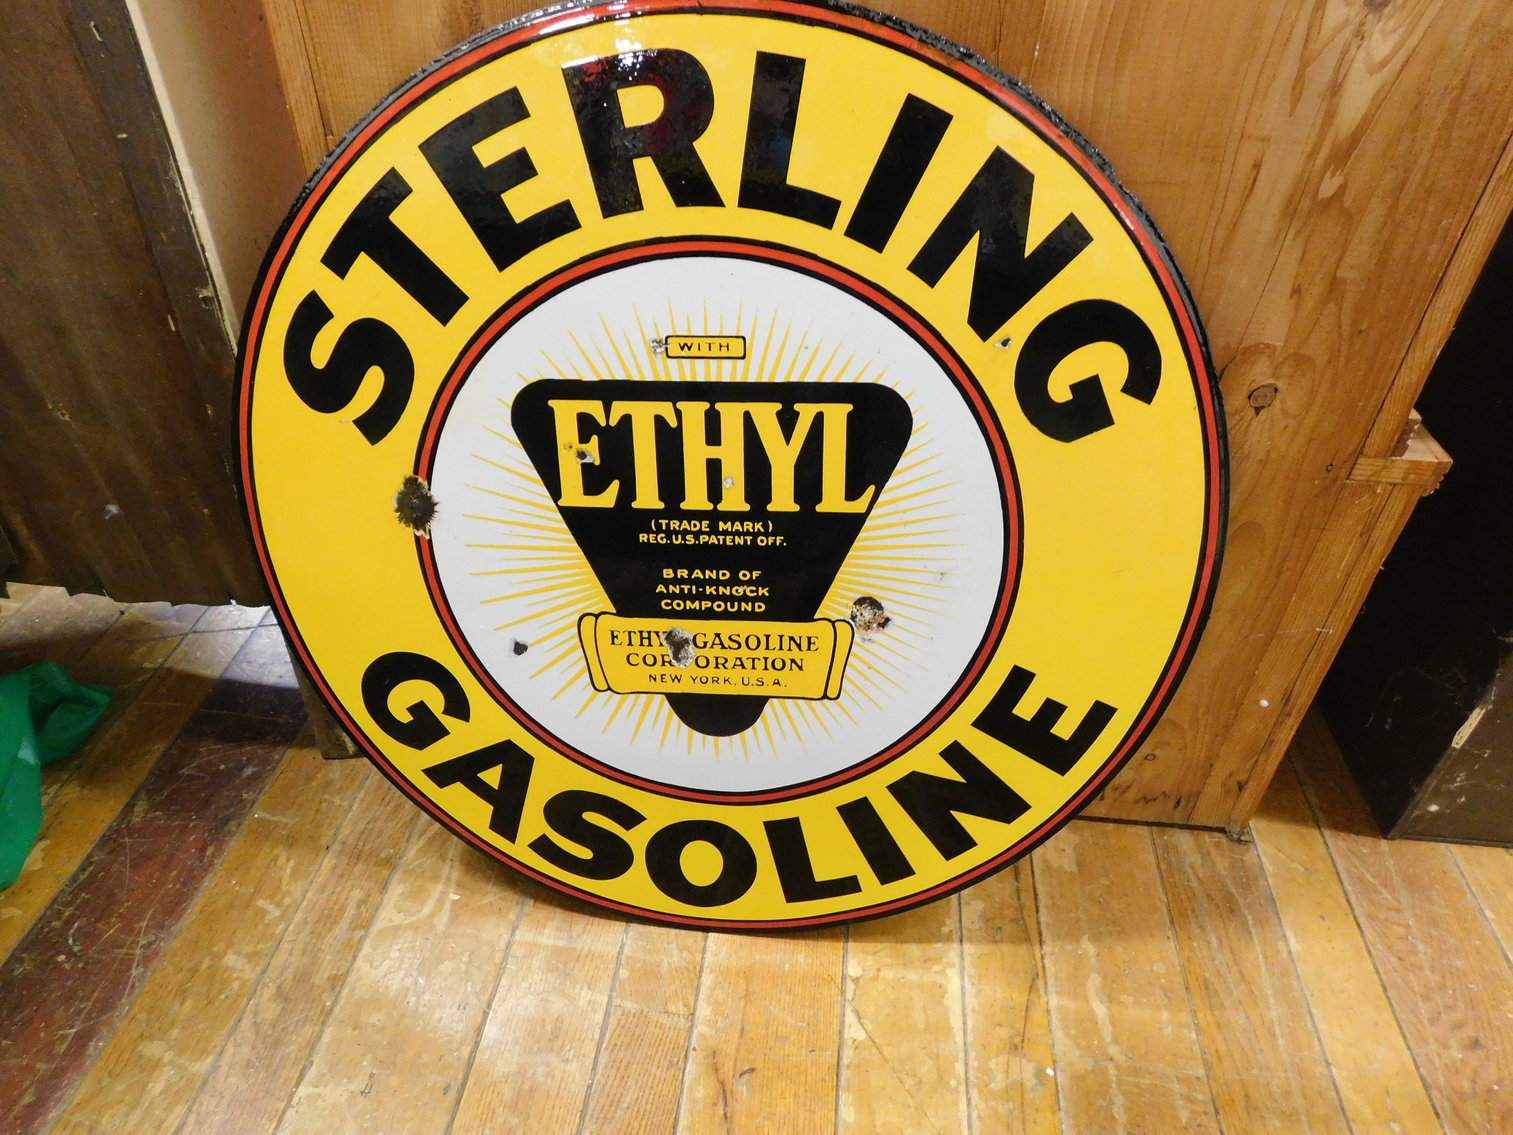 STERLING
WITH
ETHYL
(TRADE MARK)
REG. U.S. PATENT OFF.
BRAND OF
ANTI-KNOCK
COMPOUND
ETHYL GASOLINE
CORPORATION
NEW YORK, U.S.A.
GASOLINE